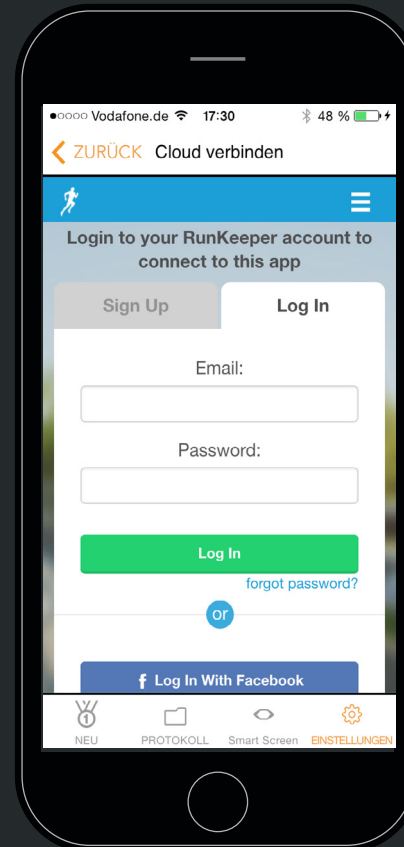 Vodafone.de 17:30 48 %
ZURÜCK Cloud verbinden
Login to your RunKeeper account to
connect to this app
Sign Up Log In
Email:
Password:
Log In
forgot password?
or
f Log In With Facebook
1
NEU PROTOKOLL Smart Screen EINSTELLUNGEN